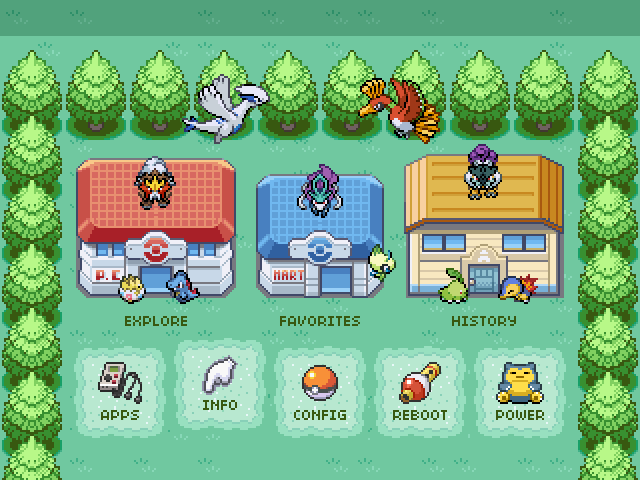 P.C
MART
EXPLORE
FAVORITES
HISTORY
APPS
INFO
CONFIG
REBOOT
POWER